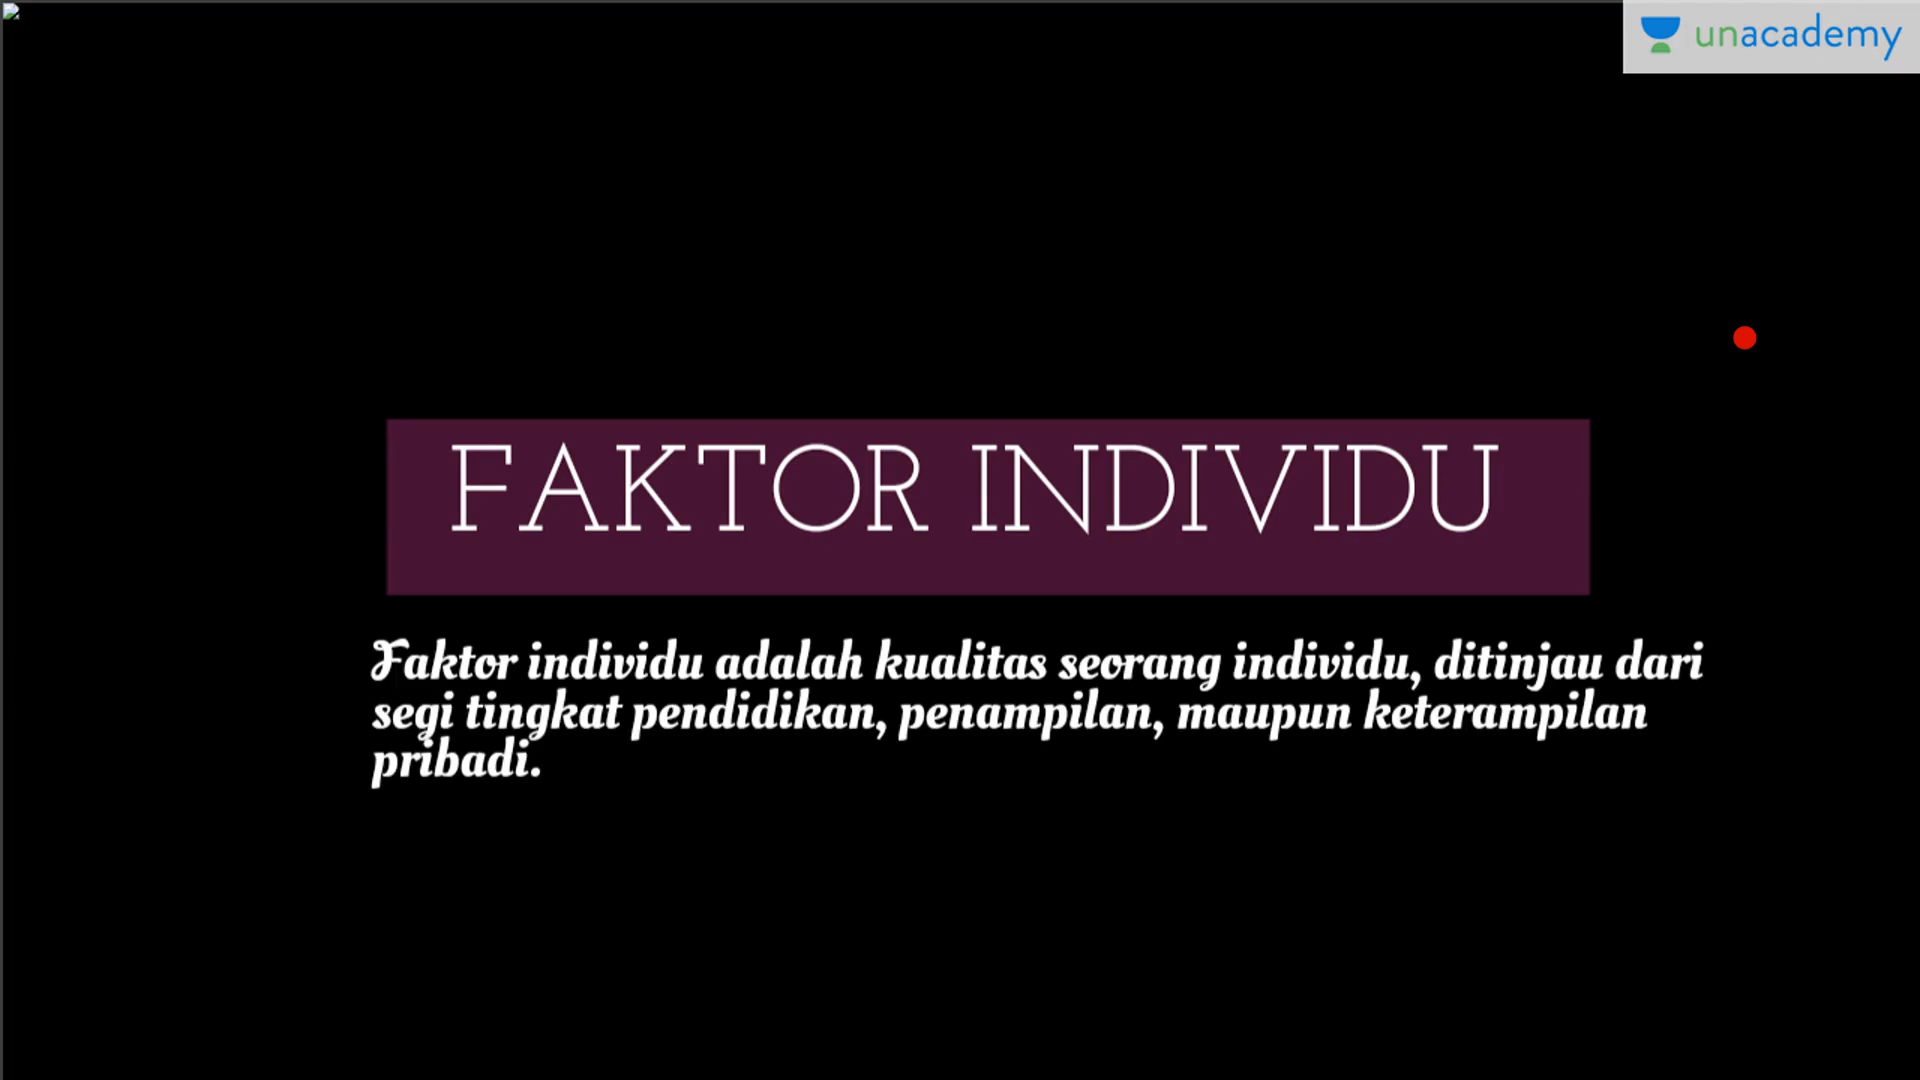 unacademy
FAKTOR INDIVIDU
Faktor individu adalah kualitas seorang individu, ditinjau dari
segi tingkat pendidikan, penampilan, maupun keterampilan
pribadi.